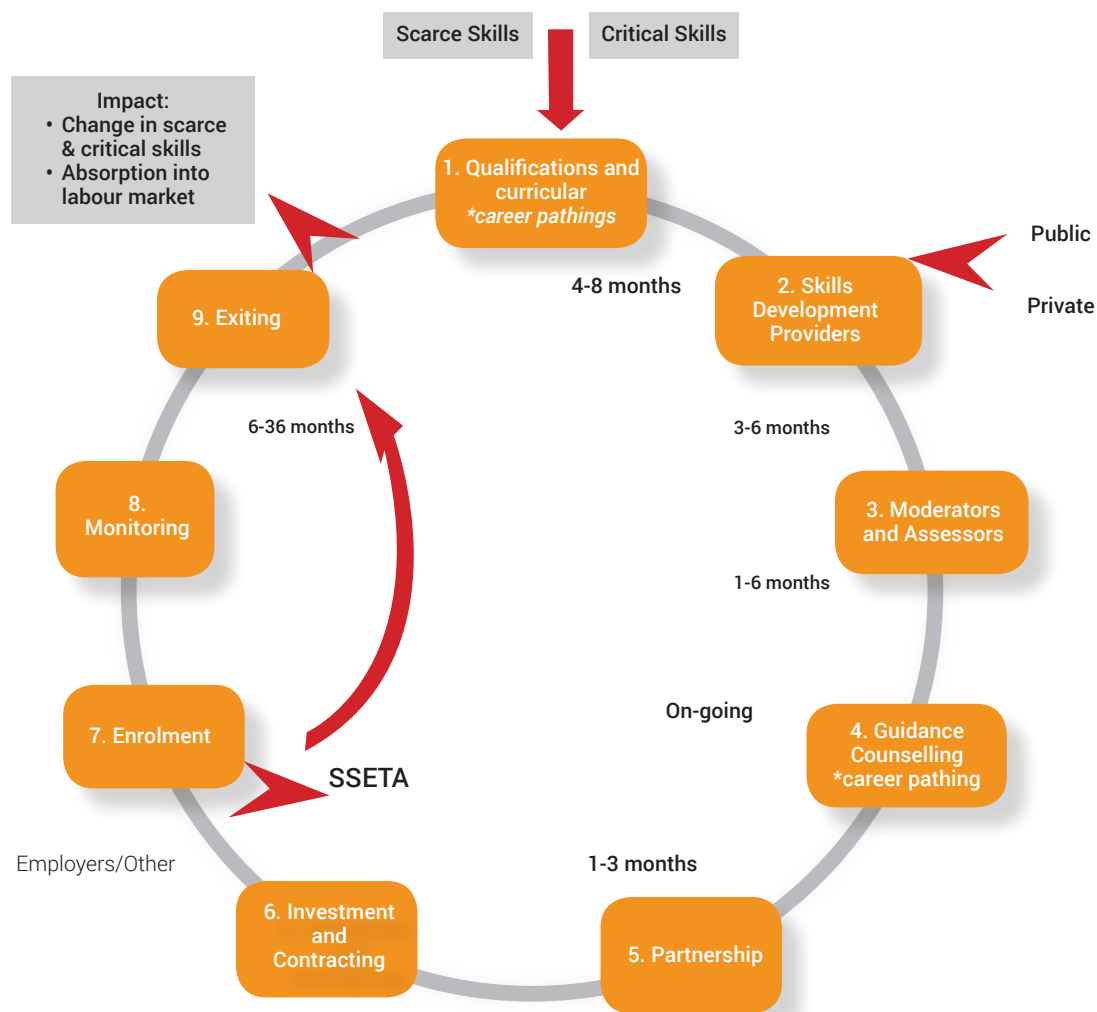 Scarce Skills
Critical Skills
Impact:
• Change in scarce
& critical skills
• Absorption into
labour market
1. Qualifications and
curricular
*career pathings
Public
Private
4-8 months
2. Skills
Development
Providers
9. Exiting
6-36 months
3-6 months
8.
Monitoring
3. Moderators
and Assessors
1-6 months
On-going
4. Guidance
Counselling
*career pathing
7. Enrolment
SSETA
Employers/Other
1-3 months
6. Investment
and
Contracting
5. Partnership